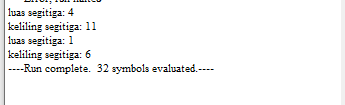 luas segitiga: 4
keliling segitiga: 11
luas segitiga: 1
keliling segitiga: 6
----Run complete.  32 symbols evaluated.----